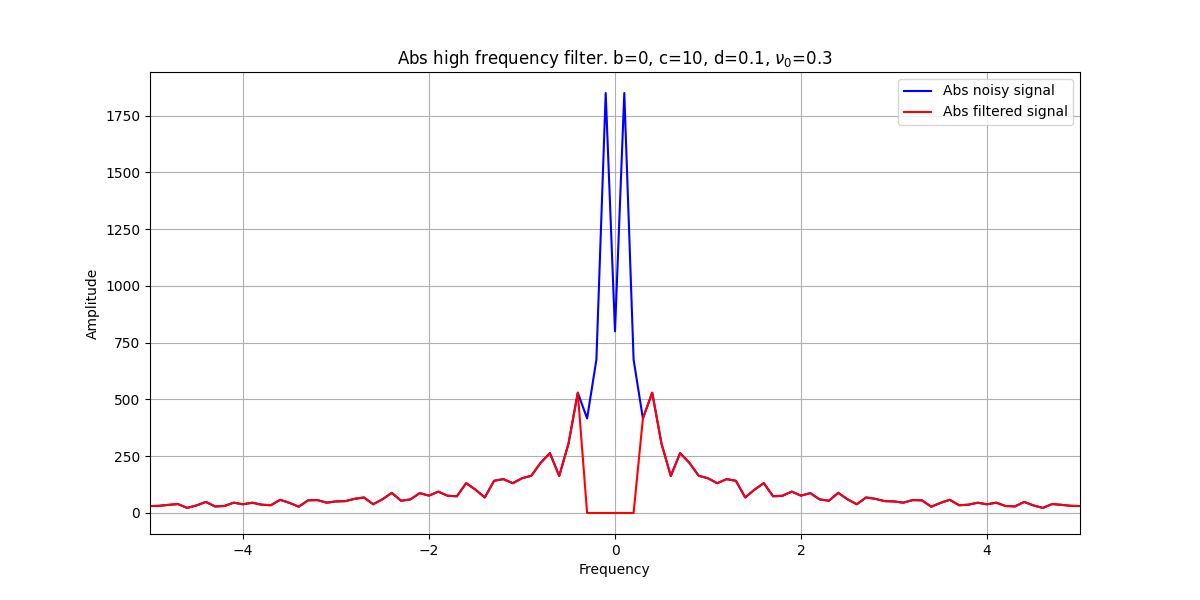 Abs high frequency filter. b=0, c=10, d=0.1, ν₀=0.3
Abs noisy signal
Abs filtered signal
1750
1500
1250
1000
750
500
250
0
Amplitude
−4
−2
0
2
4
Frequency